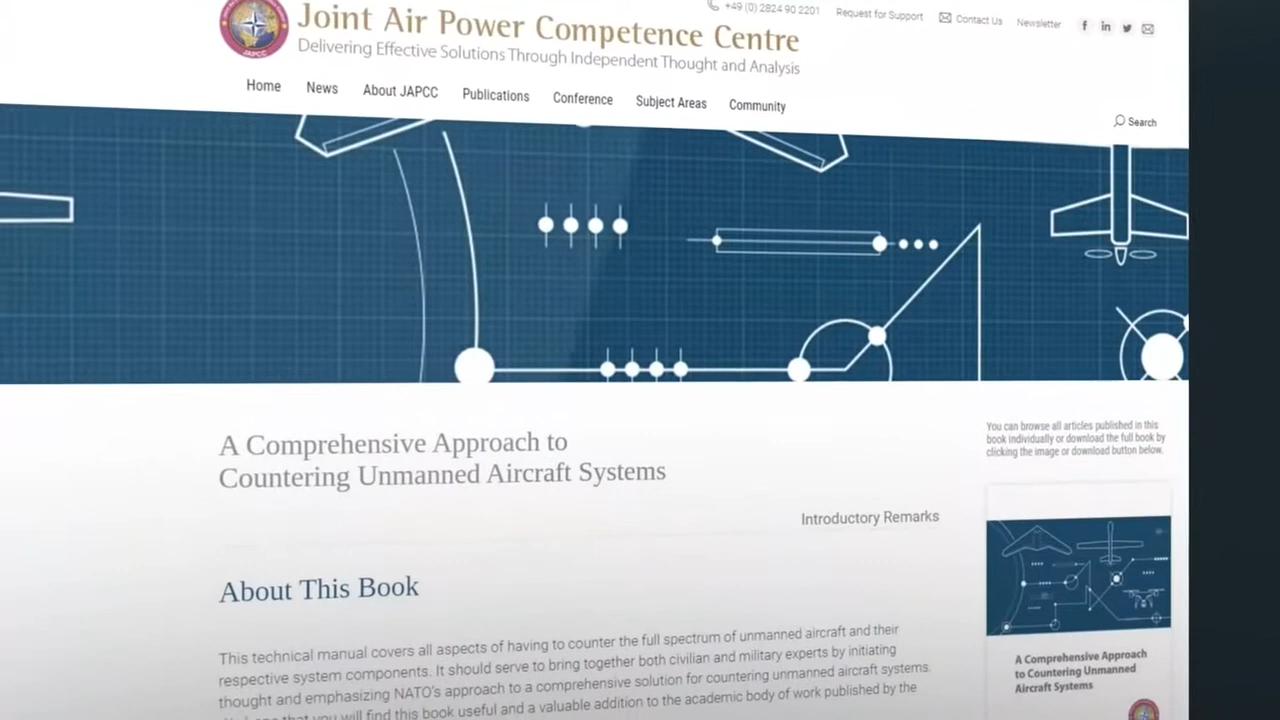 +49 (0) 2824 90 2201 Request for Support Contact Us Newsletter
JAPCC
Joint Air Power Competence Centre
Delivering Effective Solutions Through Independent Thought and Analysis
Home News About JAPCC Publications Conference Subject Areas Community
Search
A Comprehensive Approach to
Countering Unmanned Aircraft Systems
Introductory Remarks
About This Book
This technical manual covers all aspects of having to counter the full spectrum of unmanned aircraft and their
respective system components. It should serve to bring together both civilian and military experts by initiating
thought and emphasizing NATO's approach to a comprehensive solution for countering unmanned aircraft systems.
that you will find this book useful and a valuable addition to the academic body of work published by the
You can browse all articles published in this
book individually or download the full book by
clicking the image or download button below.
A Comprehensive Approach
to Countering Unmanned
Aircraft Systems